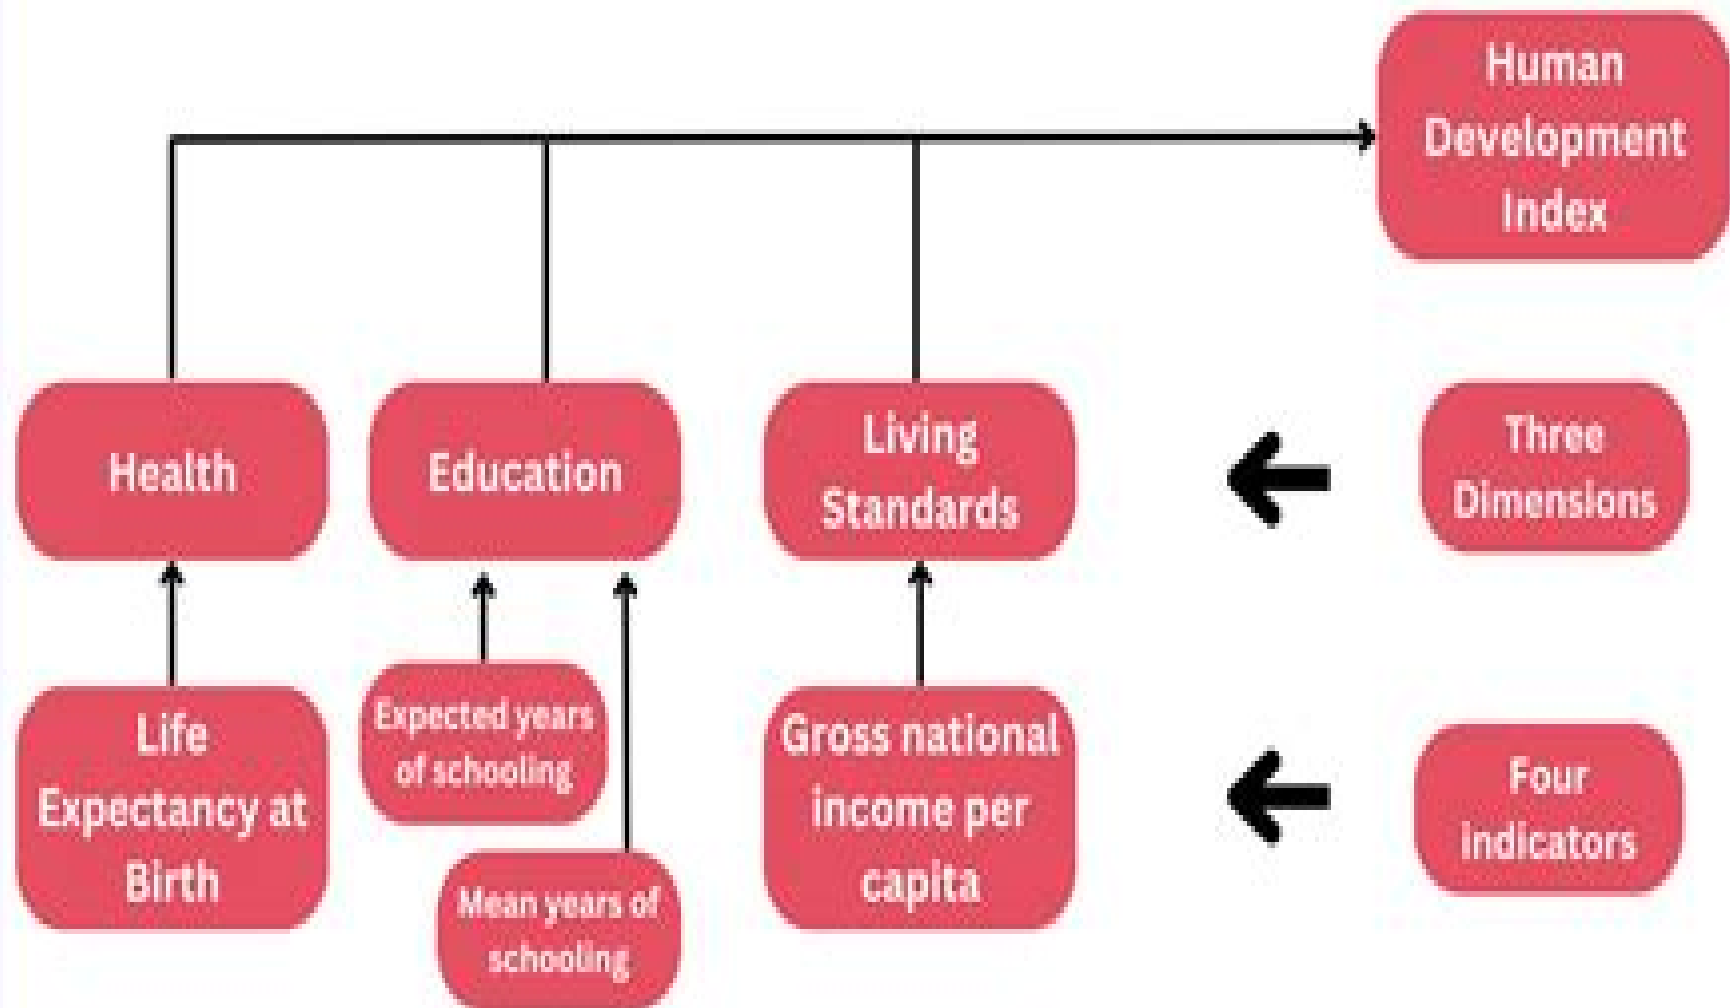 Human
Development
Index
Health
Education
Living
Standards
Three
Dimensions
Life
Expectancy at
Birth
Expected years
of schooling
Mean years of
schooling
Gross national
income per
capita
Four
indicators